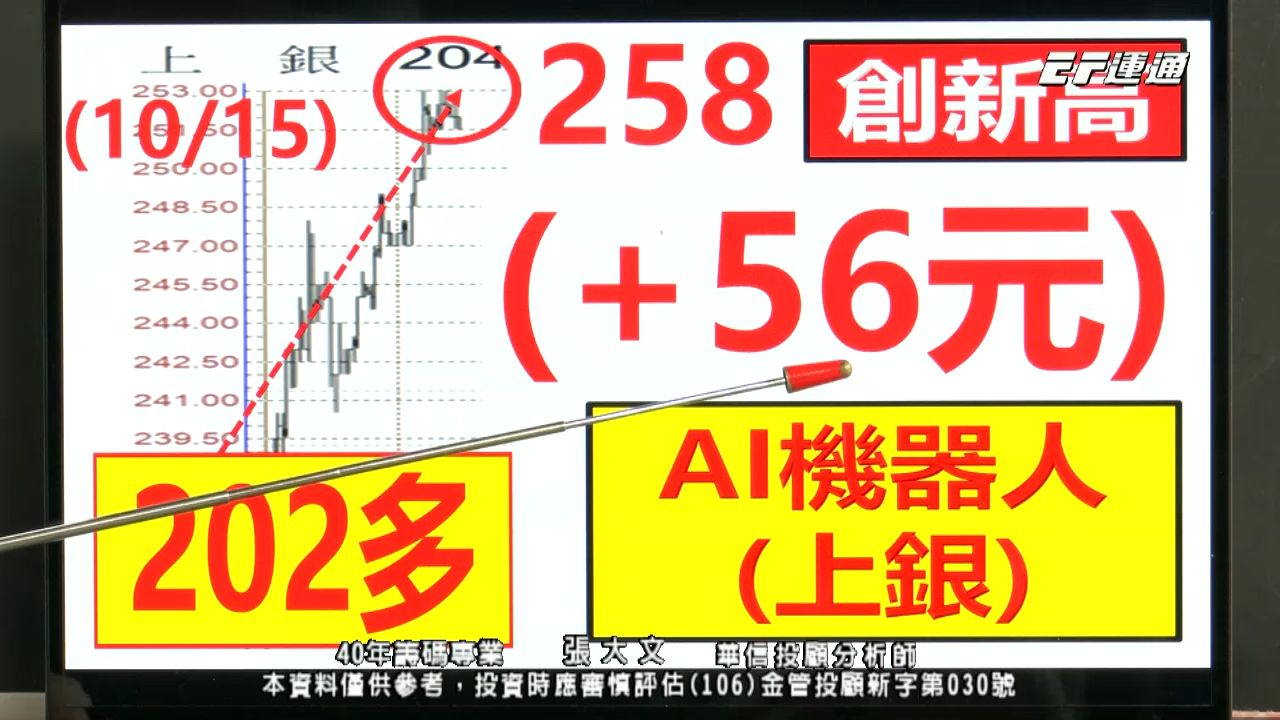 上銀 204
258
創新高
EF運通
(10/15)
253.00
251.50
250.00
248.50
247.00
245.50
244.00
242.50
241.00
239.50
(+56元)
202多
AI機器人
(上銀)
40年籌碼專業 張大文 華信投顧分析師
本資料僅供參考，投資時應審慎評估(106)金管投顧新字第030號